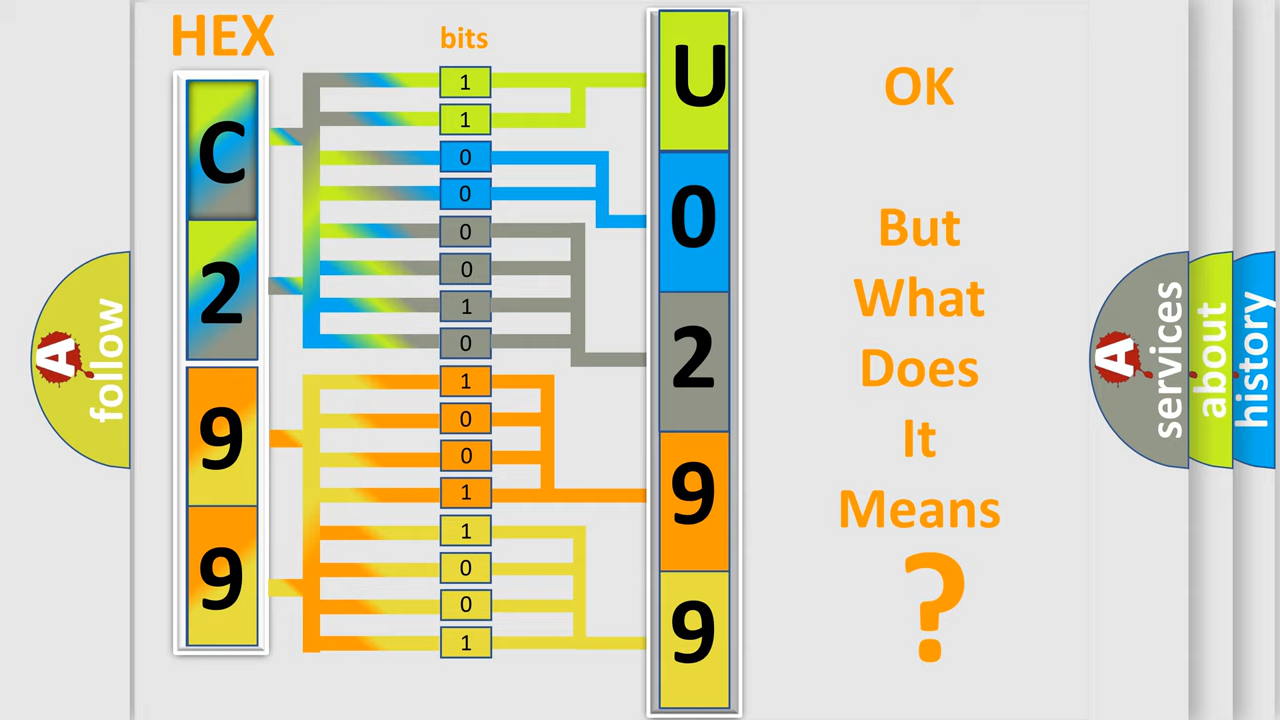 HEX
bits
C
2
9
9
1
1
0
0
0
0
1
0
1
0
0
1
1
0
0
1
U
0
2
9
9
OK
But
What
Does
It
Means
?
A
follow
A
services
about
history